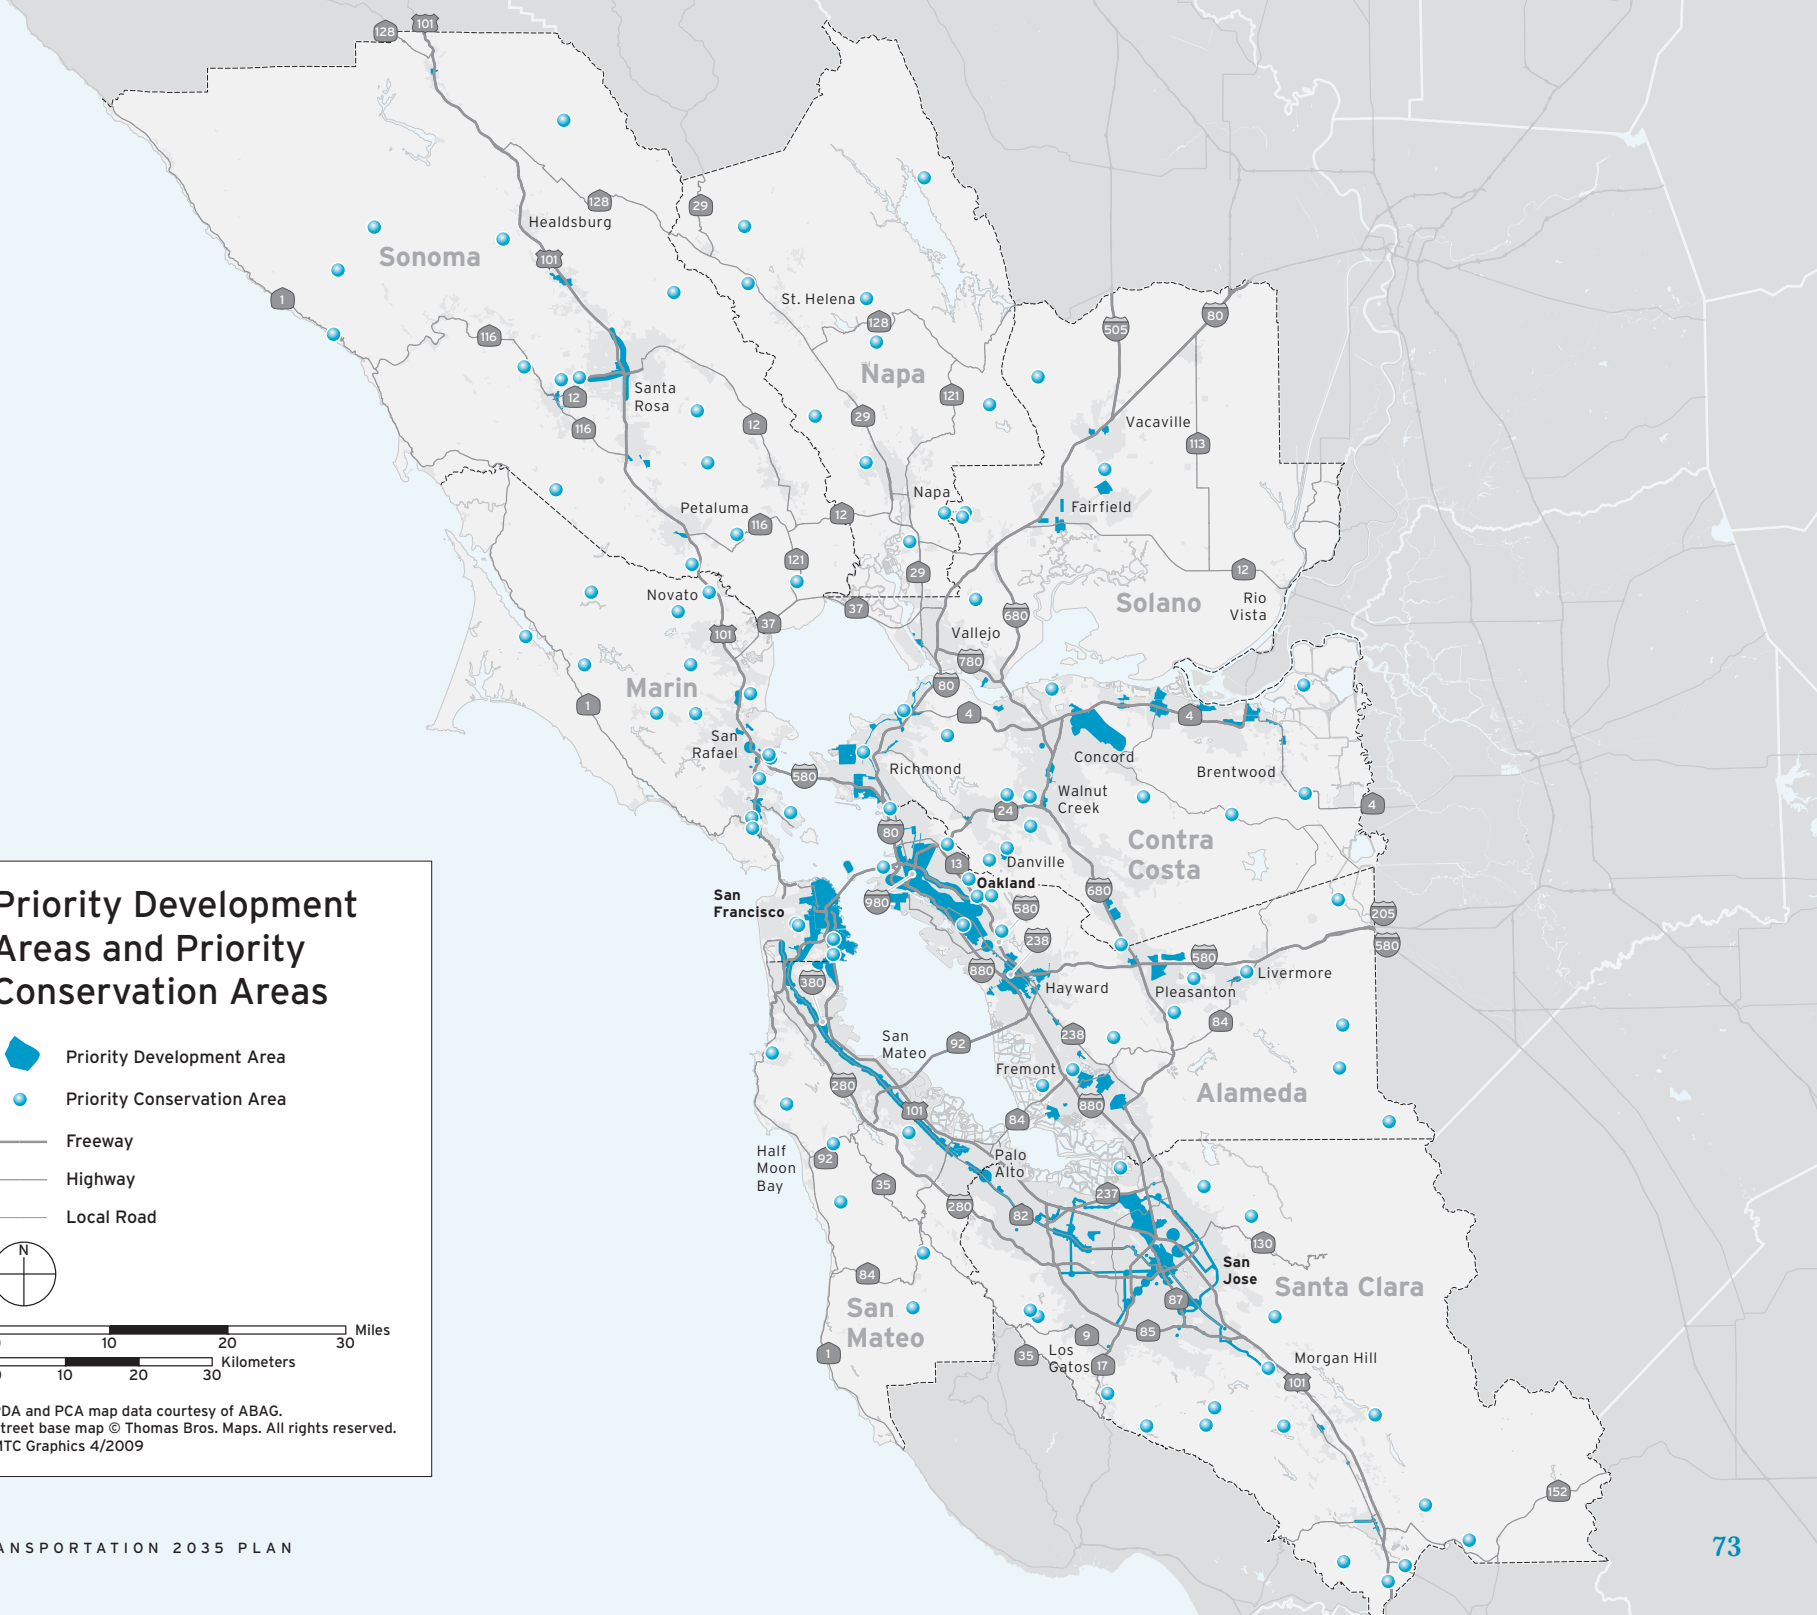 128
101
128
Healdsburg
29
Sonoma
101
1
St. Helena
128
505
80
116
Napa
Santa
Rosa
12
116
12
121
29
Vacaville
113
Napa
Petaluma
116
12
Fairfield
121
29
12
Novato
37
37
Solano
Rio
Vista
680
101
Vallejo
780
80
Marin
1
4
4
San
Rafael
580
Richmond
Concord
Brentwood
Walnut
Creek
24
4
80
Contra
Costa
13
Danville
Oakland
680
San
Francisco
980
580
205
580
238
880
580
Livermore
380
Hayward
Pleasanton
84
238
San
Mateo
92
Fremont
280
Alameda
880
101
84
Half
Moon
Bay
92
Palo
Alto
35
237
280
82
130
San
Jose
84
Santa Clara
87
San
Mateo
9
85
1
35
Los
Gatos
17
Morgan Hill
101
152
Priority Development
Areas and Priority
Conservation Areas
Priority Development Area
Priority Conservation Area
Freeway
Highway
Local Road
N
Miles
10 20 30
Kilometers
10 20 30
DA and PCA map data courtesy of ABAG.
treet base map © Thomas Bros. Maps. All rights reserved.
MTC Graphics 4/2009
ANSPORTATION 2035 PLAN
73